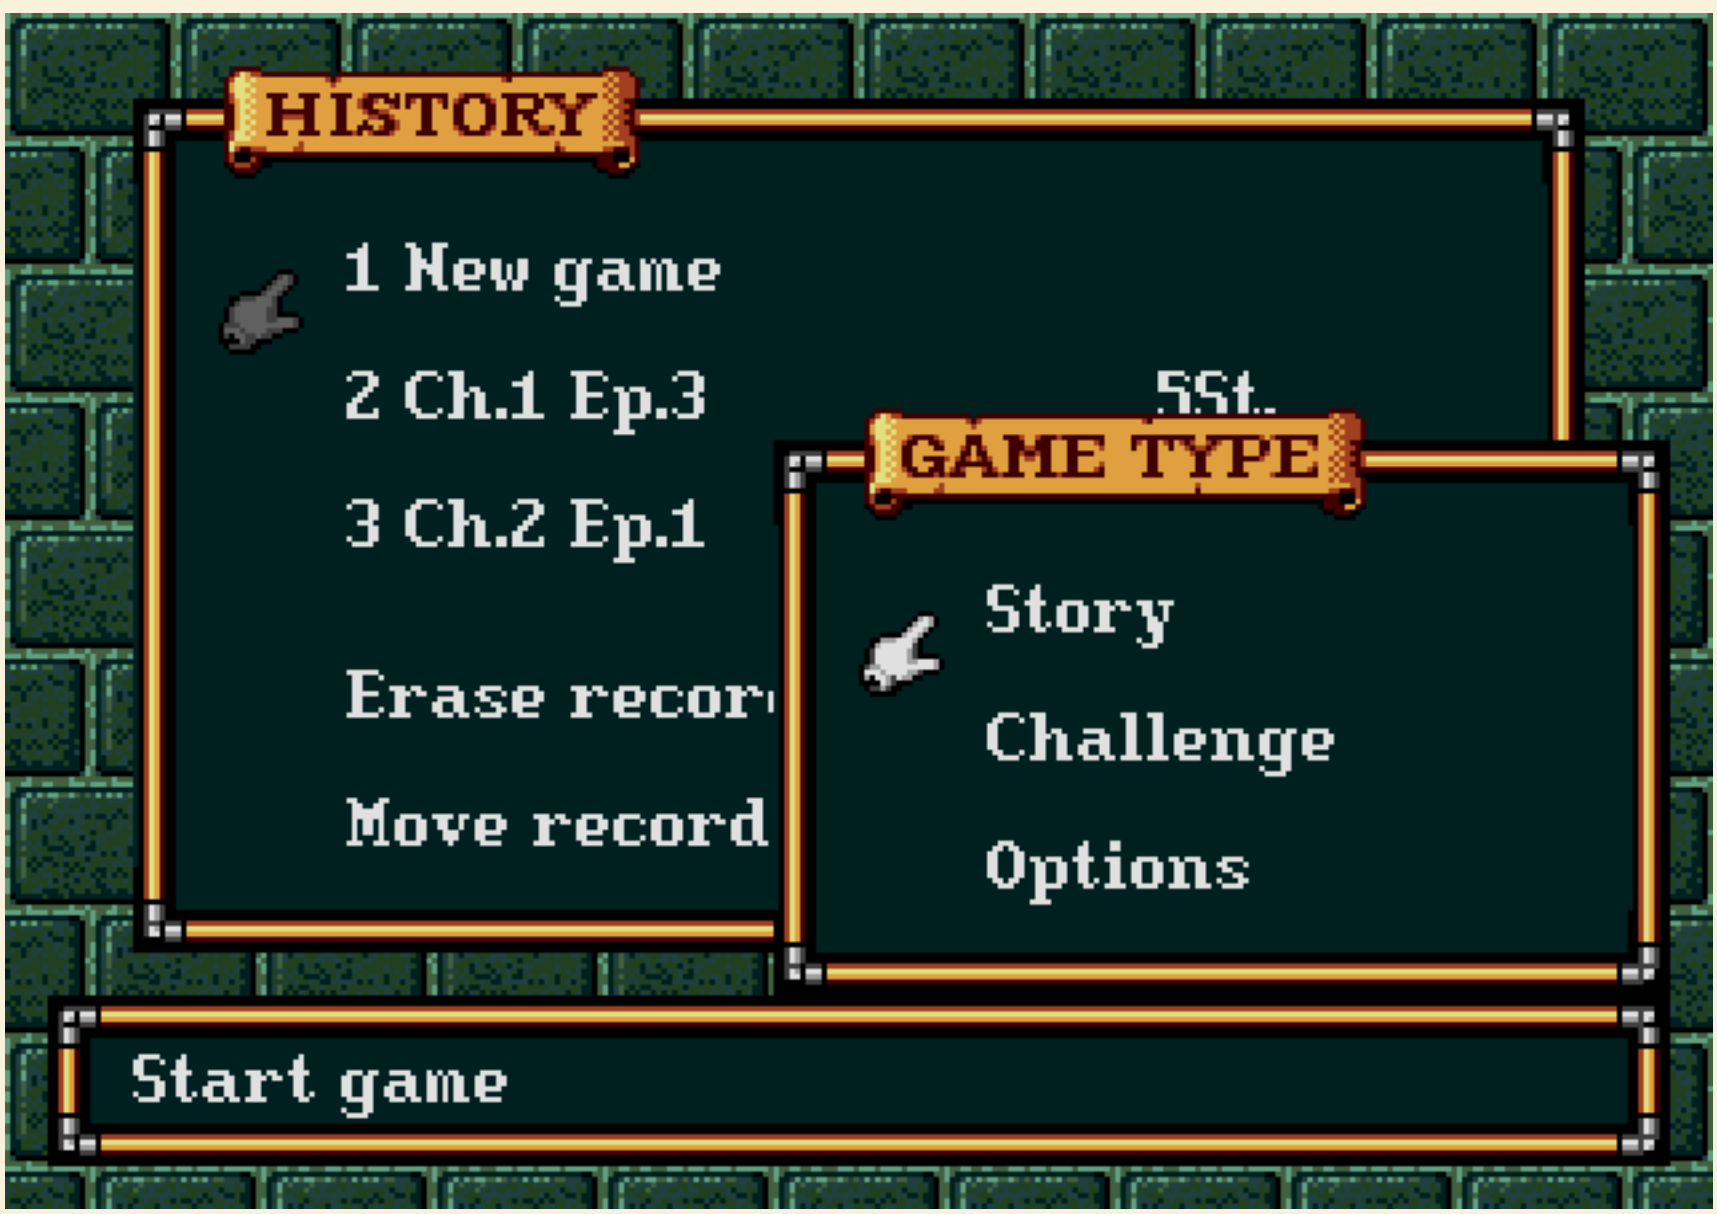 HISTORY
1 New game
2 Ch.1 Ep.3
3 Ch.2 Ep.1
Erase
Move record
GAME TYPE
Story
Challenge
Options
Start game